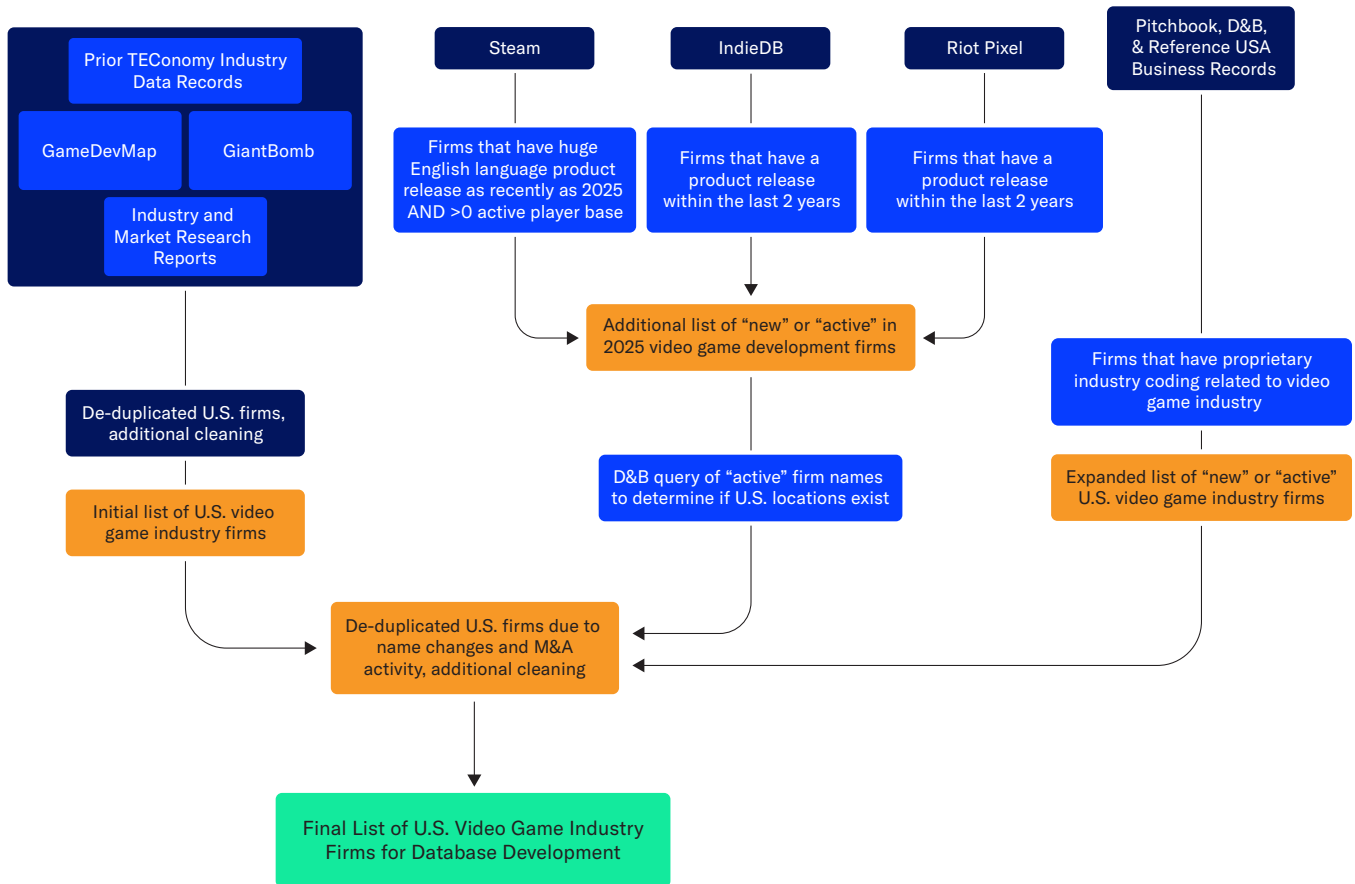 Prior TEConomy Industry
Data Records
GameDevMap
GiantBomb
Industry and
Market Research
Reports
De-duplicated U.S. firms,
additional cleaning
Initial list of U.S. video
game industry firms
Steam
Firms that have huge
English language product
release as recently as 2025
AND >0 active player base
IndieDB
Firms that have a
product release
within the last 2 years
Riot Pixel
Firms that have a
product release
within the last 2 years
Additional list of “new” or “active” in
2025 video game development firms
D&B query of “active” firm names
to determine if U.S. locations exist
Pitchbook, D&B,
& Reference USA
Business Records
Firms that have proprietary
industry coding related to video
game industry
Expanded list of “new” or “active”
U.S. video game industry firms
De-duplicated U.S. firms due to
name changes and M&A
activity, additional cleaning
Final List of U.S. Video Game Industry
Firms for Database Development